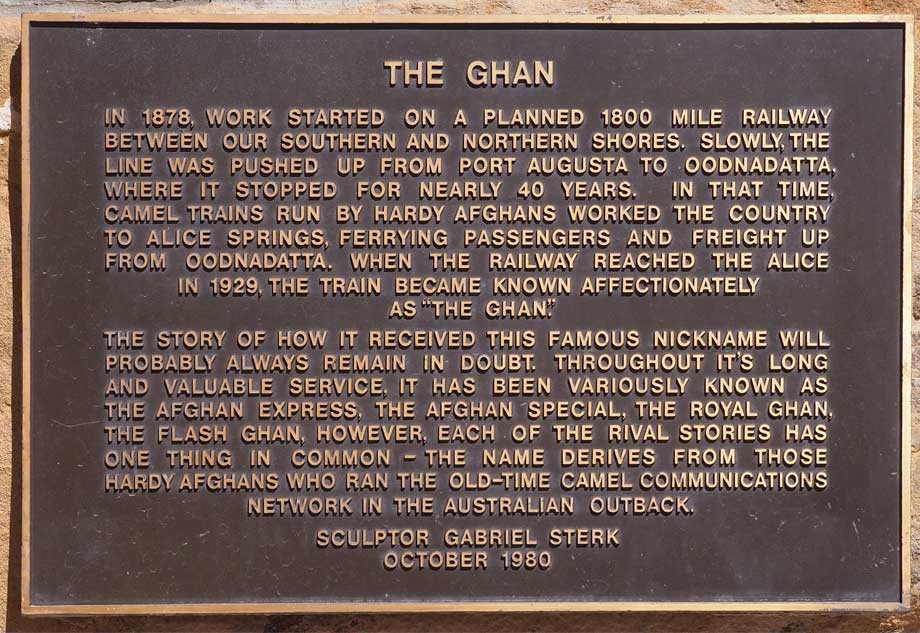 THE GHAN
IN 1878, WORK STARTED ON A PLANNED 1800 MILE RAILWAY
BETWEEN OUR SOUTHERN AND NORTHERN SHORES. SLOWLY, THE
LINE WAS PUSHED UP FROM PORT AUGUSTA TO OODNADATTA,
WHERE IT STOPPED FOR NEARLY 40 YEARS. IN THAT TIME,
CAMEL TRAINS RUN BY HARDY AFGHANS WORKED THE COUNTRY
TO ALICE SPRINGS, FERRYING PASSENGERS AND FREIGHT UP
FROM OODNADATTA. WHEN THE RAILWAY REACHED THE ALICE
IN 1929, THE TRAIN BECAME KNOWN AFFECTIONATELY
AS "THE GHAN."
THE STORY OF HOW IT RECEIVED THIS FAMOUS NICKNAME WILL
PROBABLY ALWAYS REMAIN IN DOUBT. THROUGHOUT IT'S LONG
AND VALUABLE SERVICE, IT HAS BEEN VARIOUSLY KNOWN AS
THE AFGHAN EXPRESS, THE AFGHAN SPECIAL, THE ROYAL GHAN,
THE FLASH GHAN, HOWEVER, EACH OF THE RIVAL STORIES HAS
ONE THING IN COMMON – THE NAME DERIVES FROM THOSE
HARDY AFGHANS WHO RAN THE OLD-TIME CAMEL COMMUNICATIONS
NETWORK IN THE AUSTRALIAN OUTBACK.
SCULPTOR GABRIEL STERK
OCTOBER 1980